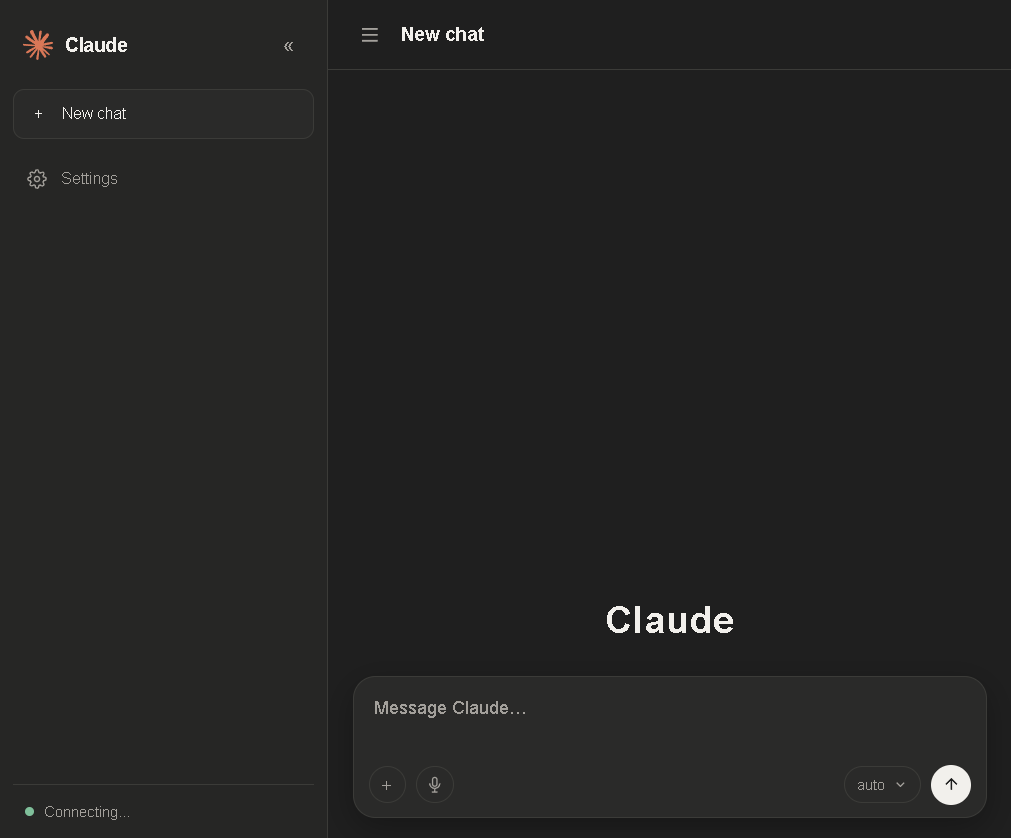 Claude
«
+ New chat
Settings
Connecting...
New chat
Claude
Message Claude...
+
auto